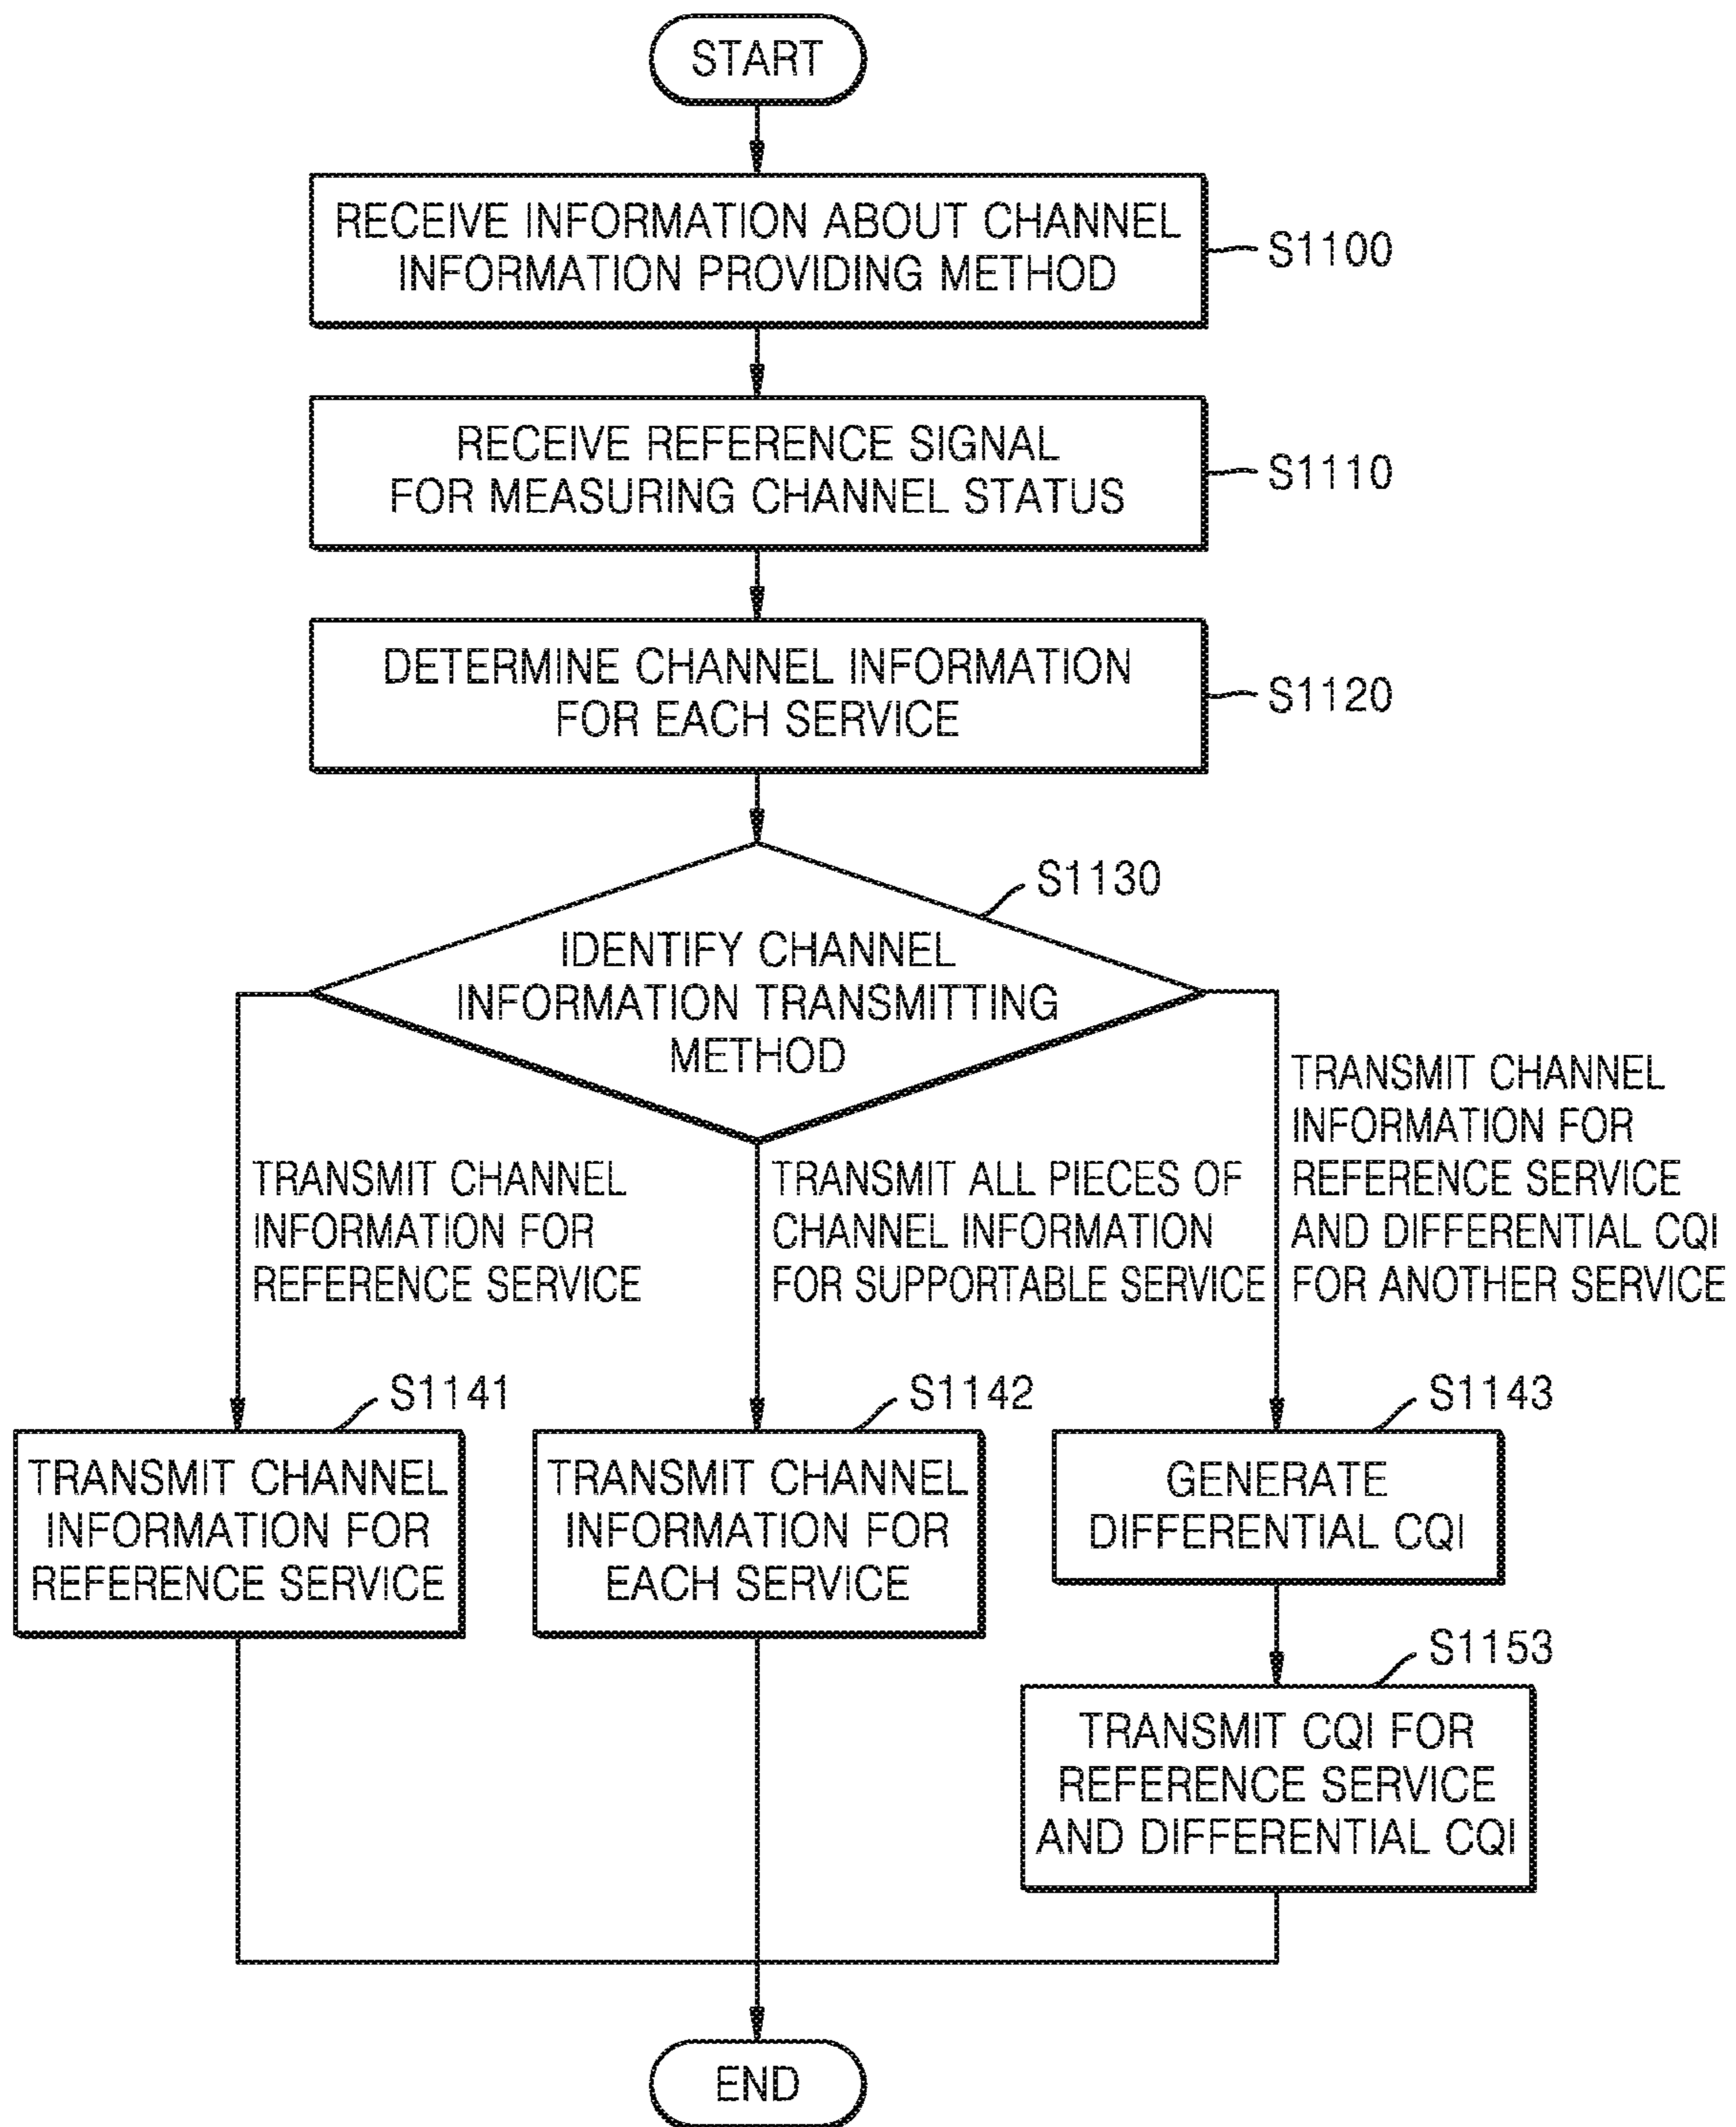 START
RECEIVE INFORMATION ABOUT CHANNEL
INFORMATION PROVIDING METHOD
S1100
RECEIVE REFERENCE SIGNAL
FOR MEASURING CHANNEL STATUS
S1110
DETERMINE CHANNEL INFORMATION
FOR EACH SERVICE
S1120
S1130
IDENTIFY CHANNEL
INFORMATION TRANSMITTING
METHOD
TRANSMIT CHANNEL
INFORMATION FOR
REFERENCE SERVICE
TRANSMIT ALL PIECES OF
CHANNEL INFORMATION
FOR SUPPORTABLE SERVICE
TRANSMIT CHANNEL
INFORMATION FOR
REFERENCE SERVICE
AND DIFFERENTIAL CQI
FOR ANOTHER SERVICE
S1141
TRANSMIT CHANNEL
INFORMATION FOR
REFERENCE SERVICE
S1142
TRANSMIT CHANNEL
INFORMATION FOR
EACH SERVICE
S1143
GENERATE
DIFFERENTIAL CQI
S1153
TRANSMIT CQI FOR
REFERENCE SERVICE
AND DIFFERENTIAL CQI
END